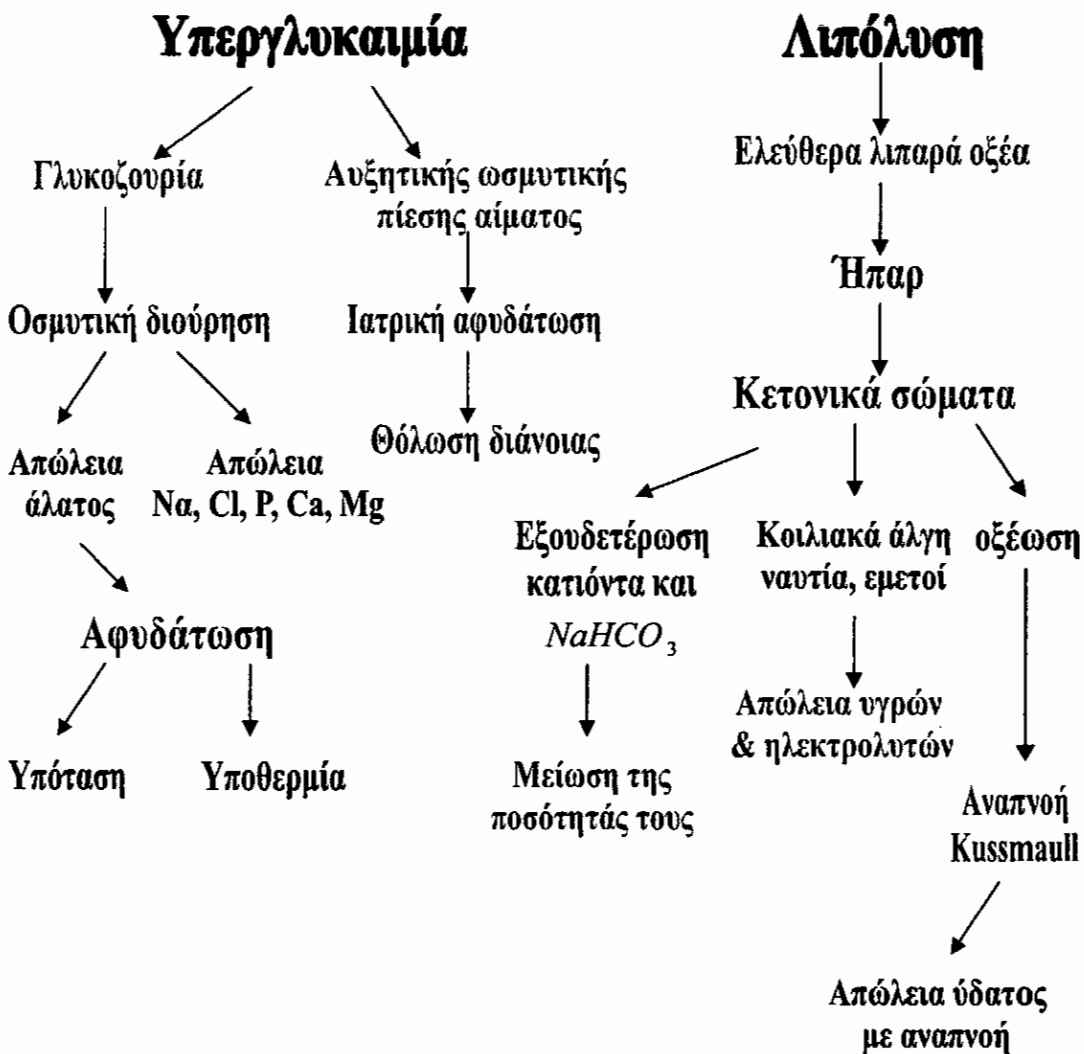 Υπεργλυκαιμία
Λιπόλυση
Γλυκοζουρία
Αυξητικής ωσμυτικής
πίεσης αίματος
Ελεύθερα λιπαρά οξέα
Ήπαρ
Οσμυτική διούρηση
Ιατρική αφυδάτωση
Κετονικά σώματα
Απώλεια
άλατος
Απώλεια
Να, Cl, P, Ca, Mg
Θόλωση διάνοιας
Εξουδετέρωση
κατιόντα και
NaHCO₃
Κοιλιακά άλγη
ναυτία, εμετοί
οξέωση
Αφυδάτωση
Απώλεια υγρών
& ηλεκτρολυτών
Υπόταση
Υποθερμία
Μείωση της
ποσότητάς τους
Αναπνοή
Kussmaull
Απώλεια ύδατος
με αναπνοή